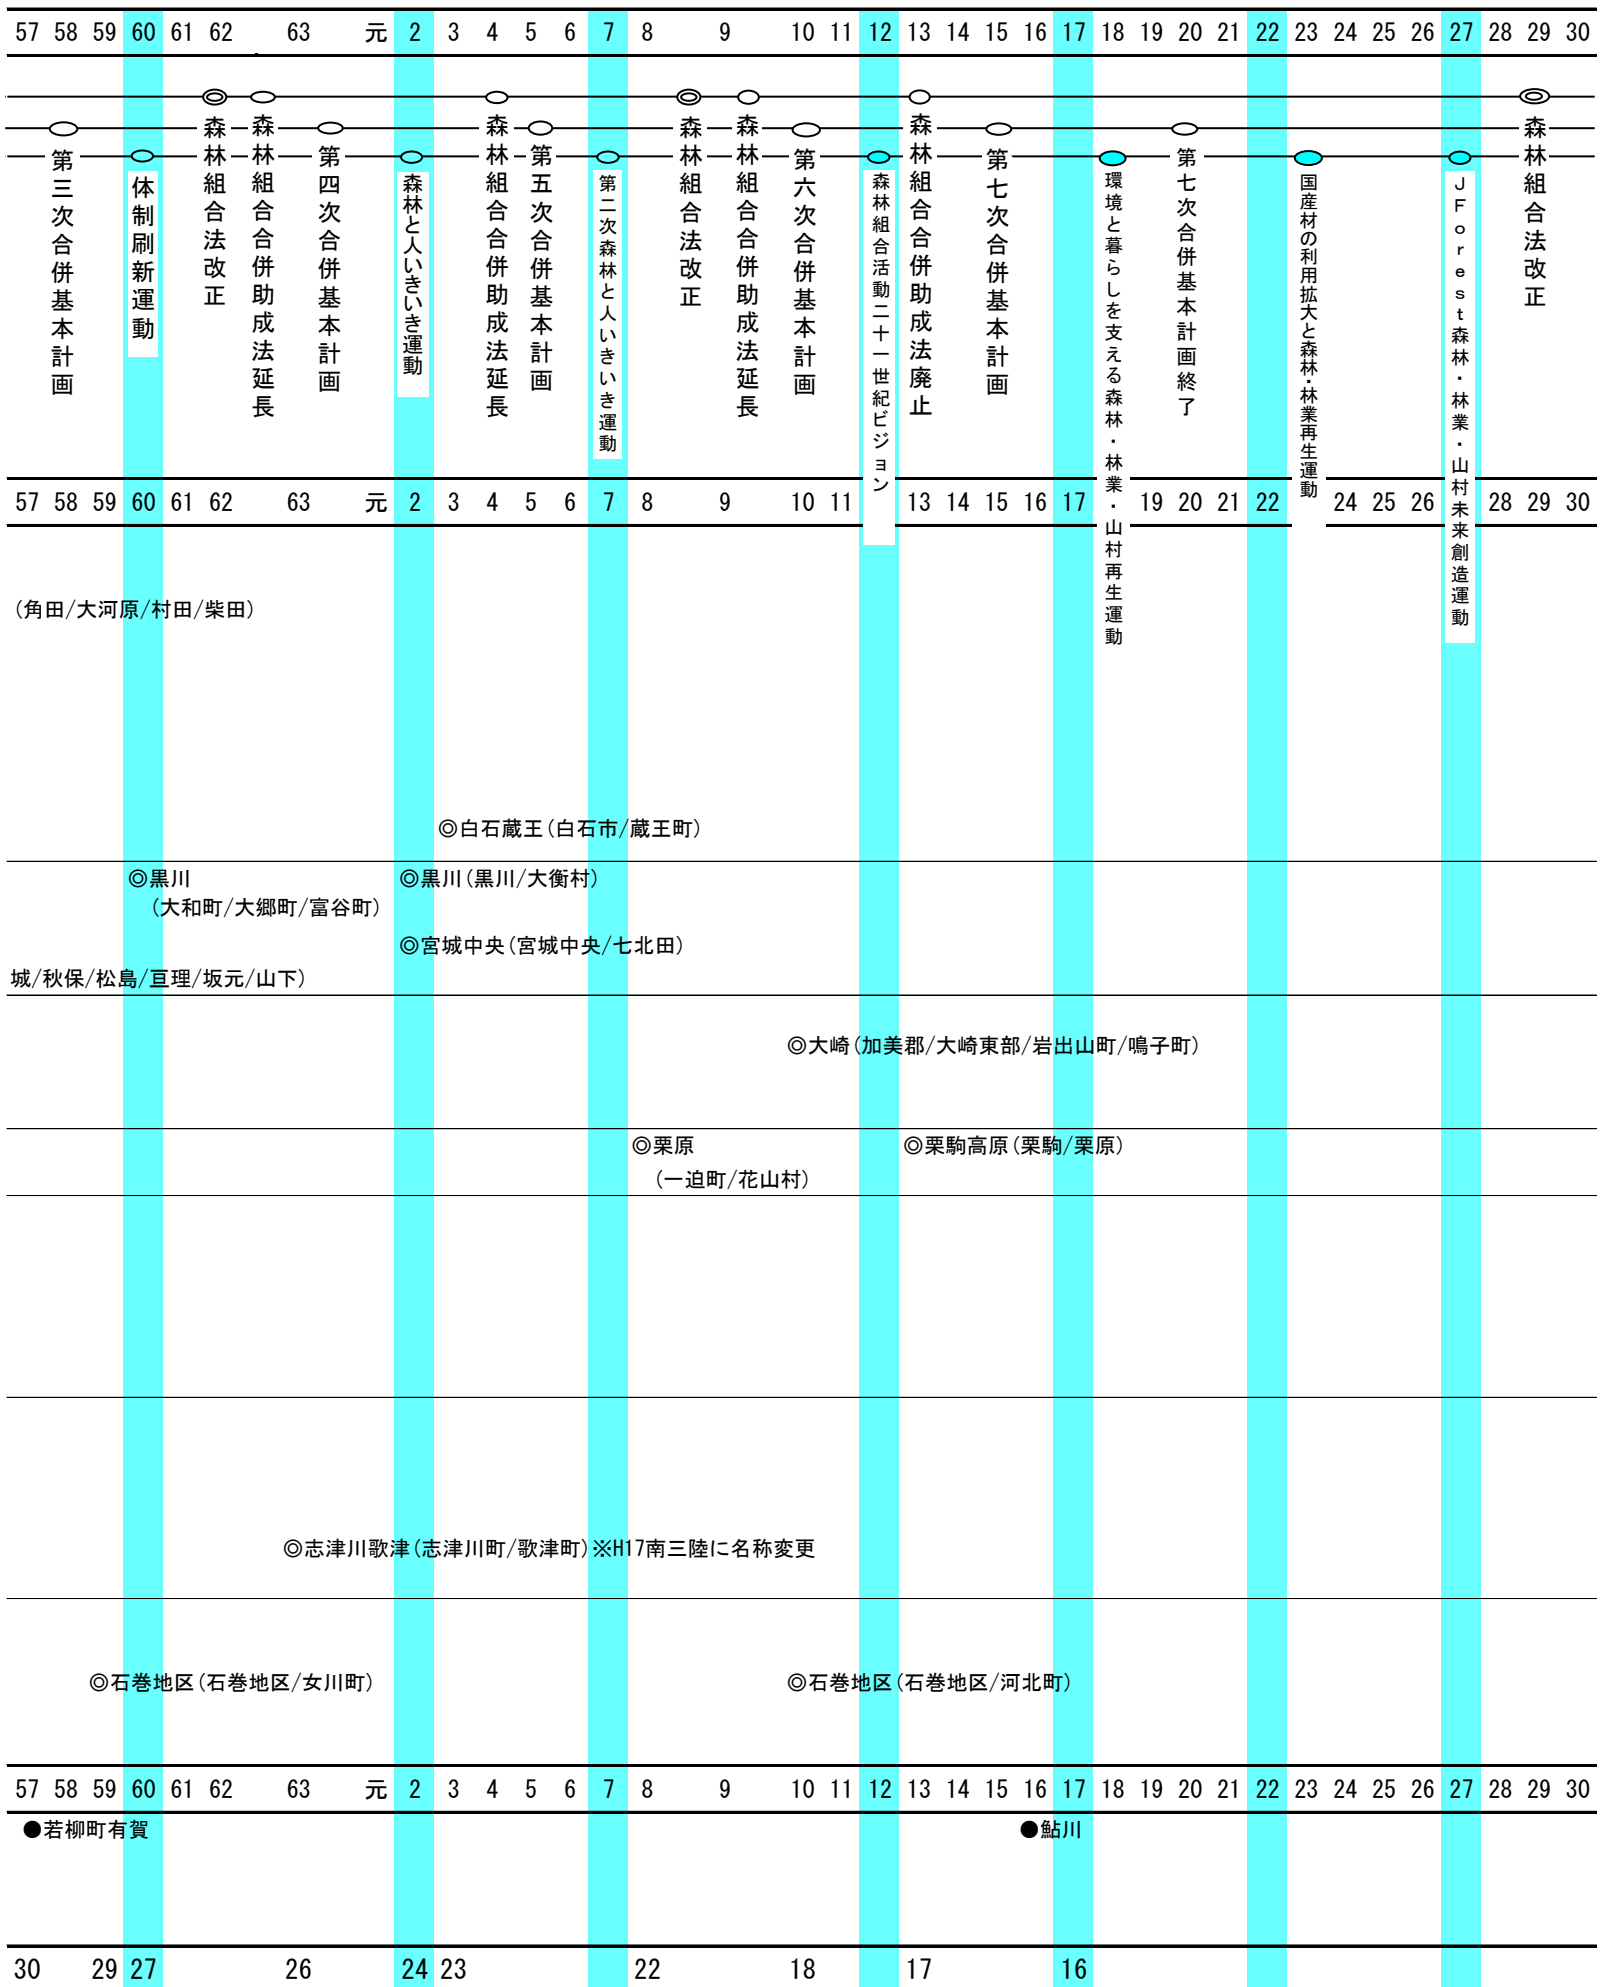 57 58 59 60 61 62 63 元 2 3 4 5 6 7 8 9 10 11 12 13 14 15 16 17 18 19 20 21 22 23 24 25 26 27 28 29 30
第三次合併基本計画
体制刷新運動
森林組合法改正
森林組合合併助成法延長
第四次合併基本計画
森林と人いきいき運動
森林組合合併助成法延長
第五次合併基本計画
第二次森林と人いきいき運動
森林組合法改正
森林組合合併助成法延長
第六次合併基本計画
森林組合活動二十一世紀ビジョン
森林組合合併助成法廃止
第七次合併基本計画
環境と暮らしを支える森林・林業・山村再生運動
第七次合併基本計画終了
国産材の利用拡大と森林・林業再生運動
JForest森林・林業・山村未来創造運動
森林組合法改正
57 58 59 60 61 62 63 元 2 3 4 5 6 7 8 9 10 11 13 14 15 16 17 19 20 21 22 24 25 26 28 29 30
(角田/大河原/村田/柴田)
◎白石蔵王(白石市/蔵王町)
◎黒川 ◎黒川(黒川/大衡村)
(大和町/大郷町/富谷町)
◎宮城中央(宮城中央/七北田)
城/秋保/松島/亘理/坂元/山下)
◎大崎(加美郡/大崎東部/岩出山町/鳴子町)
◎栗原 ◎栗駒高原(栗駒/栗原)
(一迫町/花山村)
◎志津川歌津(志津川町/歌津町)※H17南三陸に名称変更
◎石巻地区(石巻地区/女川町) ◎石巻地区(石巻地区/河北町)
57 58 59 60 61 62 63 元 2 3 4 5 6 7 8 9 10 11 12 13 14 15 16 17 18 19 20 21 22 23 24 25 26 27 28 29 30
●若柳町有賀 ●鮎川
30 29 27 26 24 23 22 18 17 16